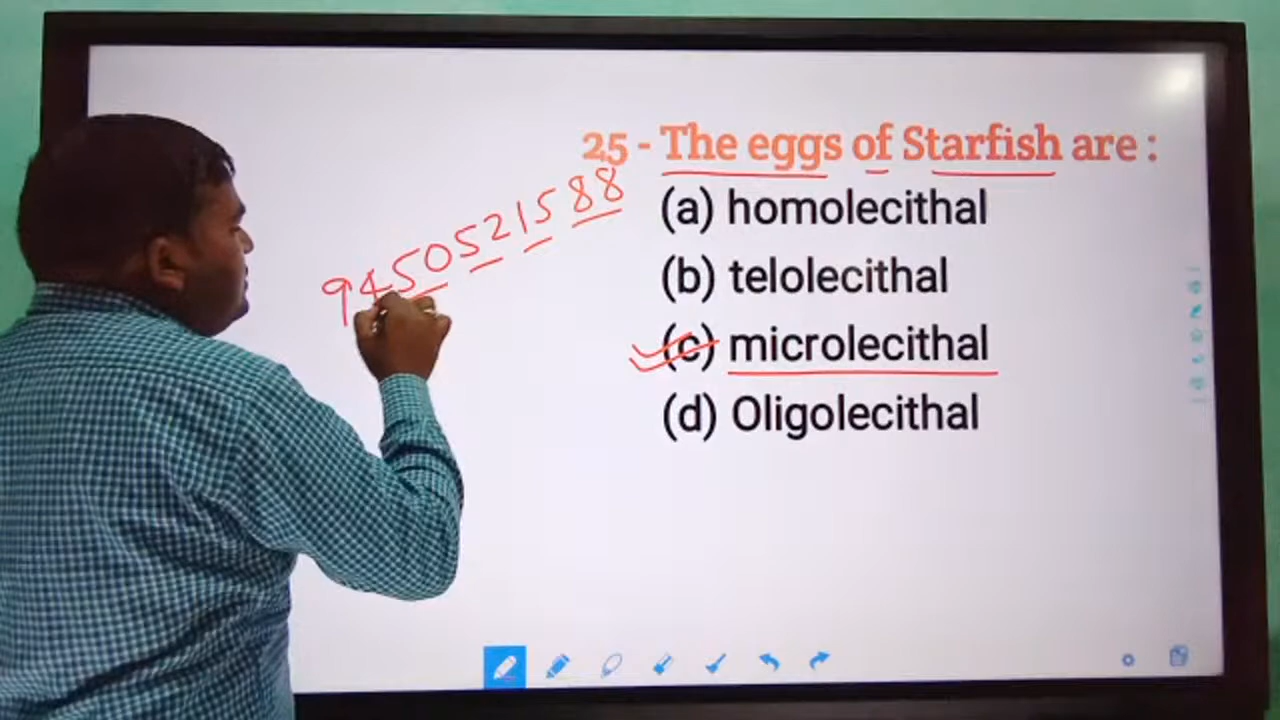 25 - The eggs of Starfish are :
9450521588
(a) homolecithal
(b) telolecithal
(c) microlecithal
(d) Oligolecithal